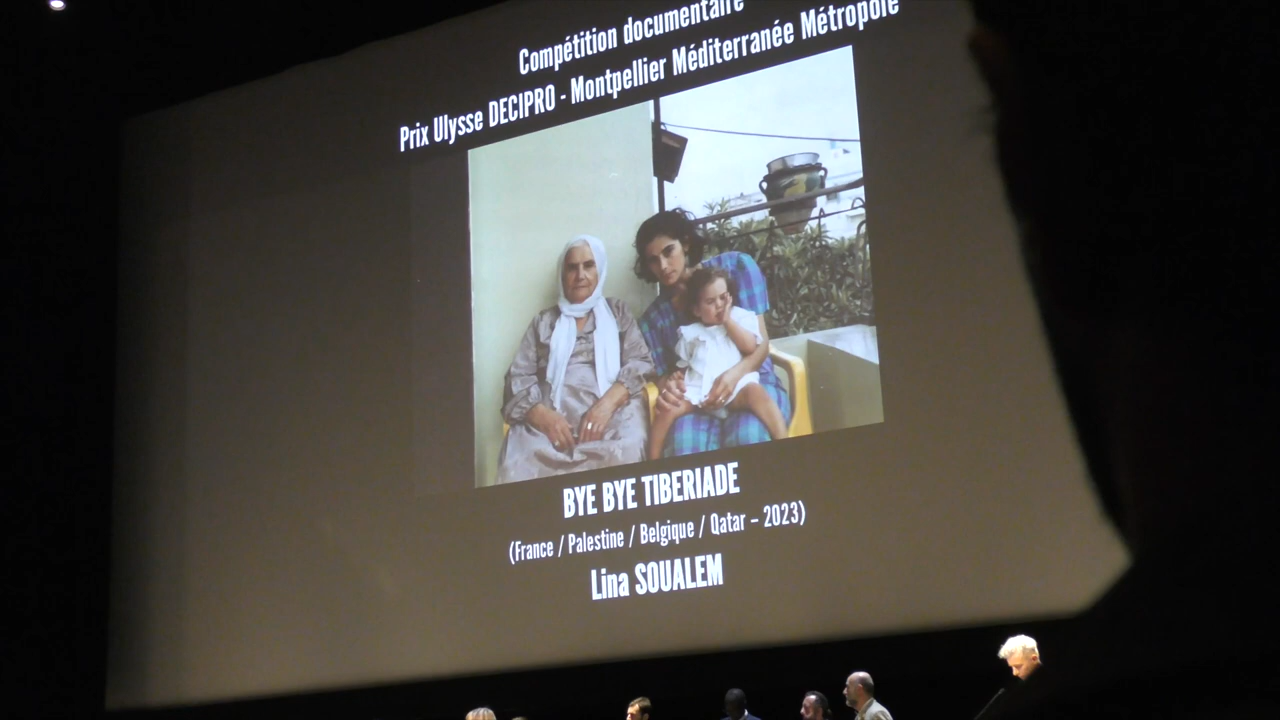 Compétition documentaire
Prix Ulysse DECIPRO - Montpellier Méditerranée Métropole
BYE BYE TIBERIADE
(France / Palestine / Belgique / Qatar – 2023)
Lina SOUALEM